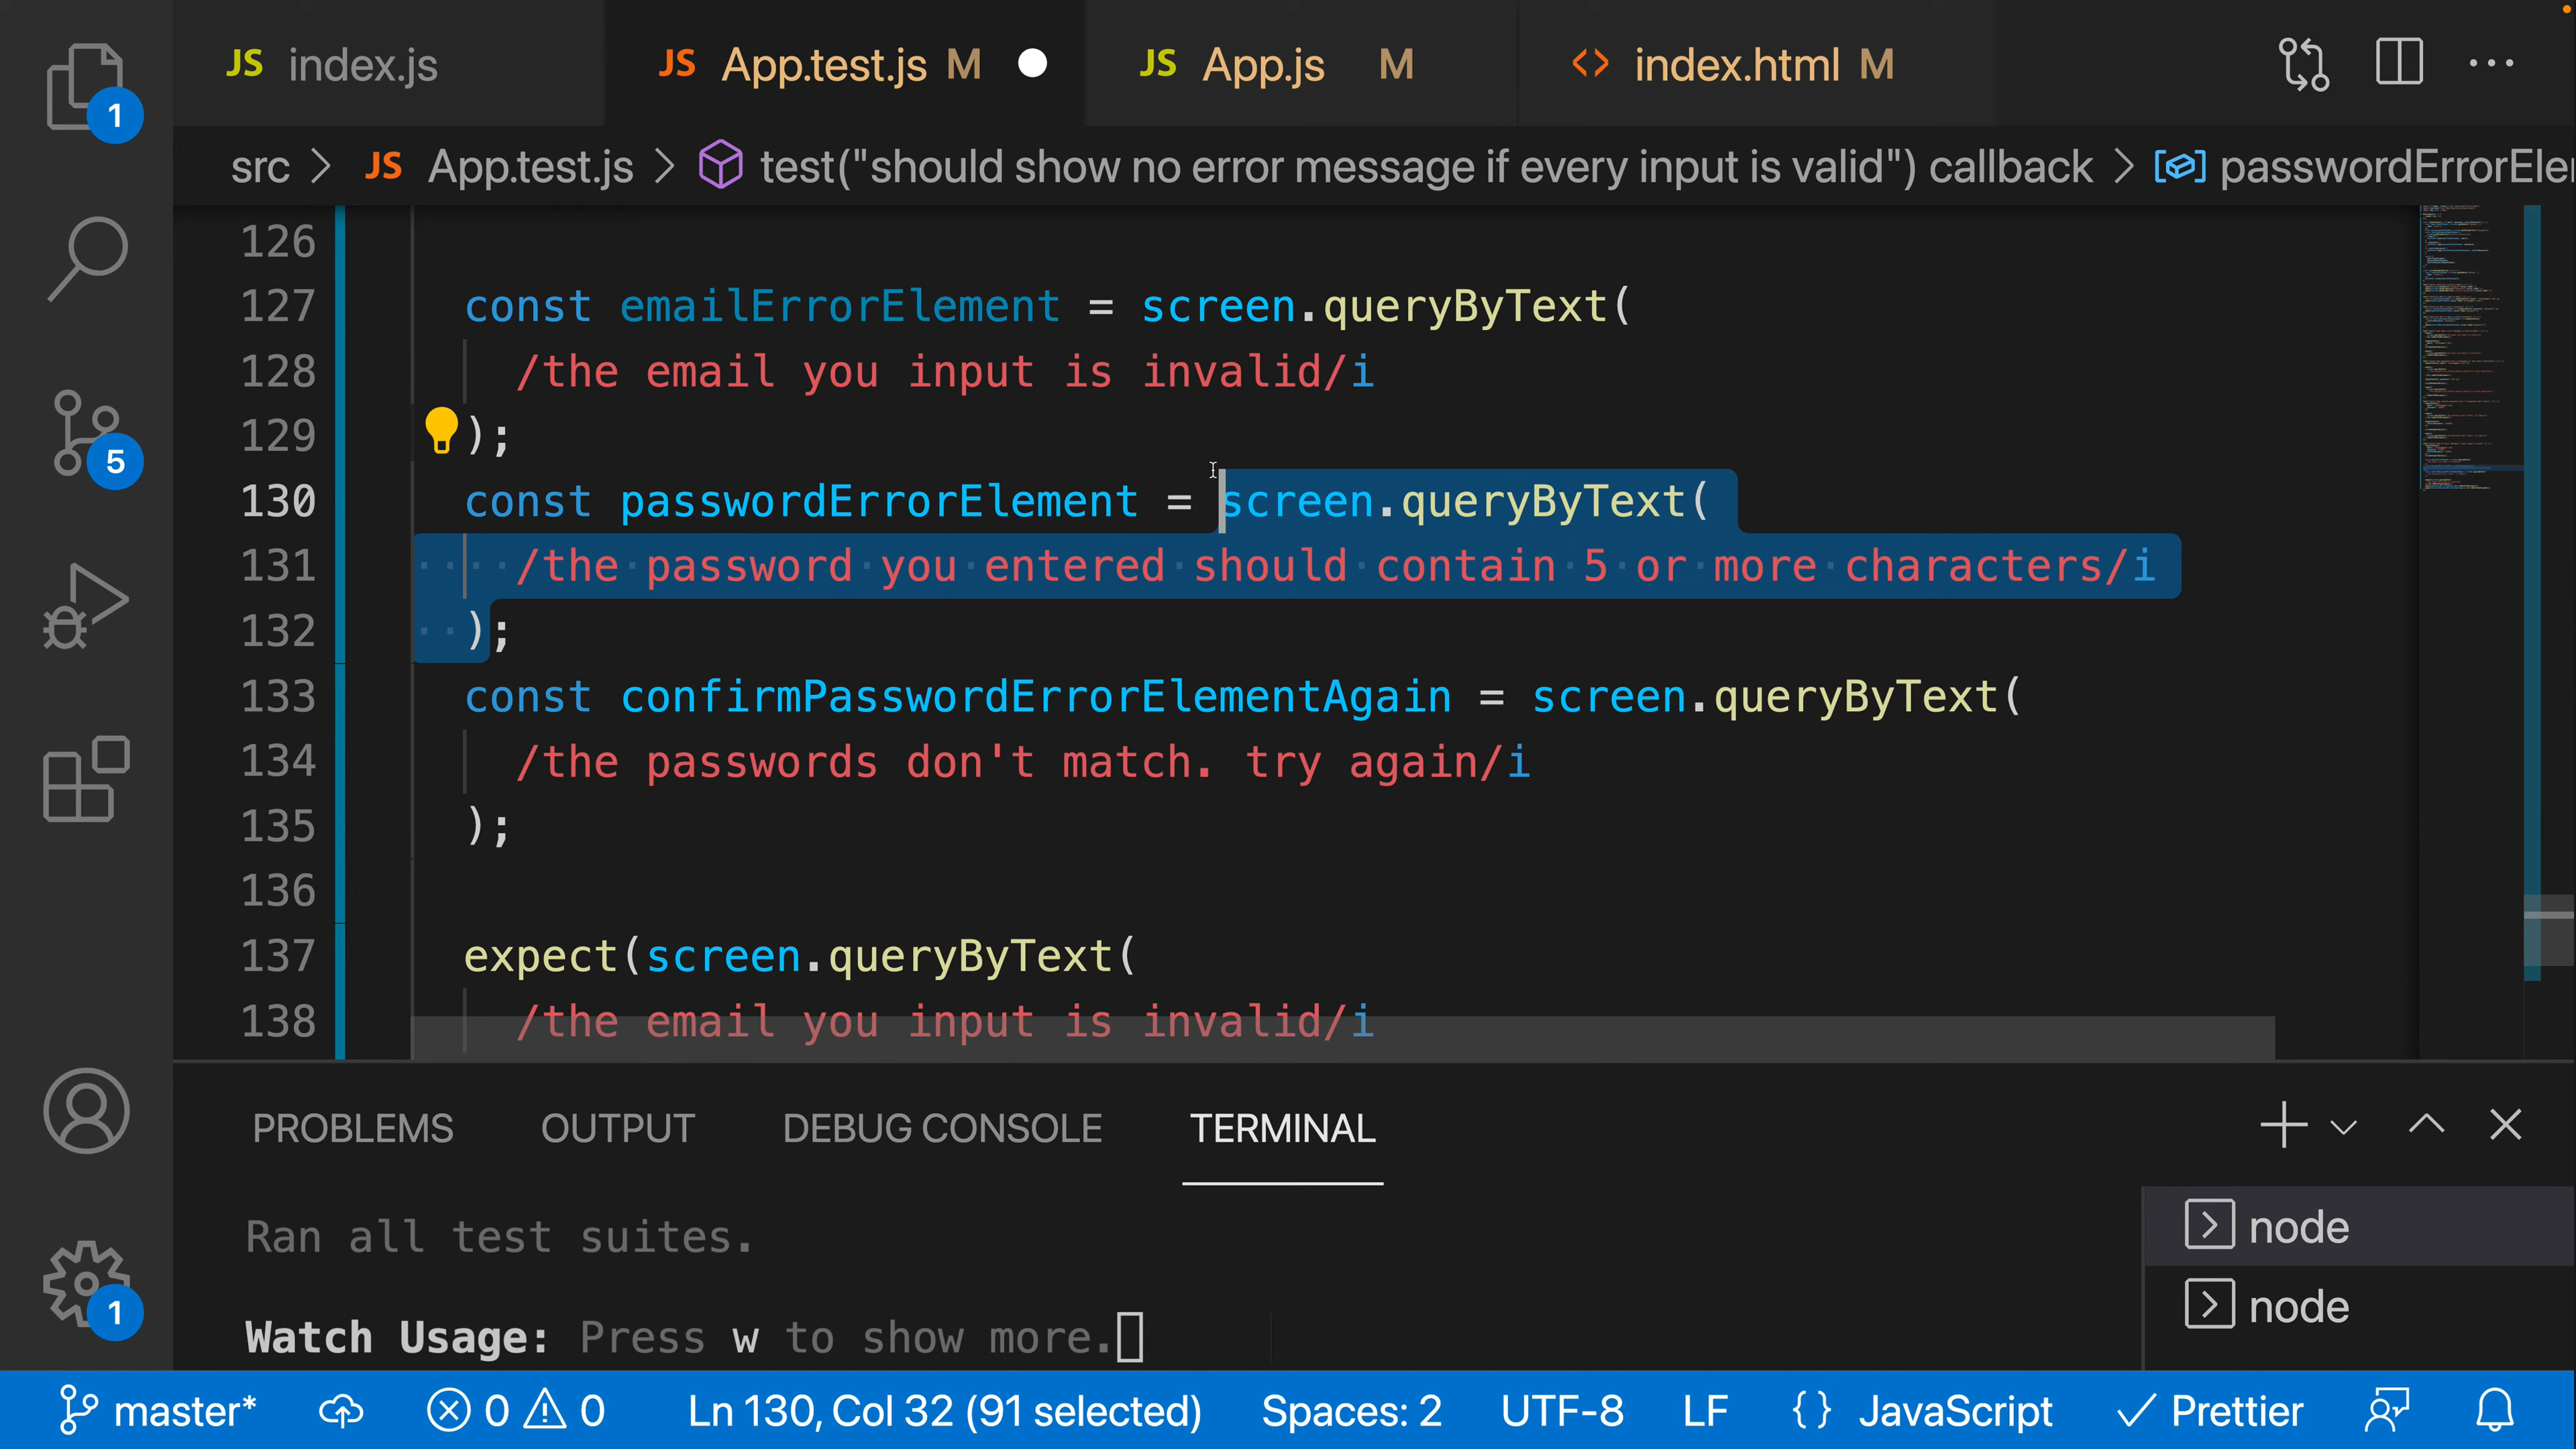 JS index.js
JS App.test.js M
JS App.js M
<> index.html M
src > JS App.test.js > test("should show no error message if every input is valid") callback > passwordErrorEle
1
5
1
126
127 const emailErrorElement = screen.queryByText(
128 /the email you input is invalid/i
129 );
130 const passwordErrorElement = screen.queryByText(
131 /the password you entered should contain 5 or more characters/i
132 );
133 const confirmPasswordErrorElementAgain = screen.queryByText(
134 /the passwords don't match. try again/i
135 );
136
137 expect(screen.queryByText(
138 /the email you input is invalid/i
PROBLEMS OUTPUT DEBUG CONSOLE TERMINAL
Ran all test suites.
Watch Usage: Press w to show more.
node
node
master* 0 0 Ln 130, Col 32 (91 selected) Spaces: 2 UTF-8 LF {} JavaScript Prettier